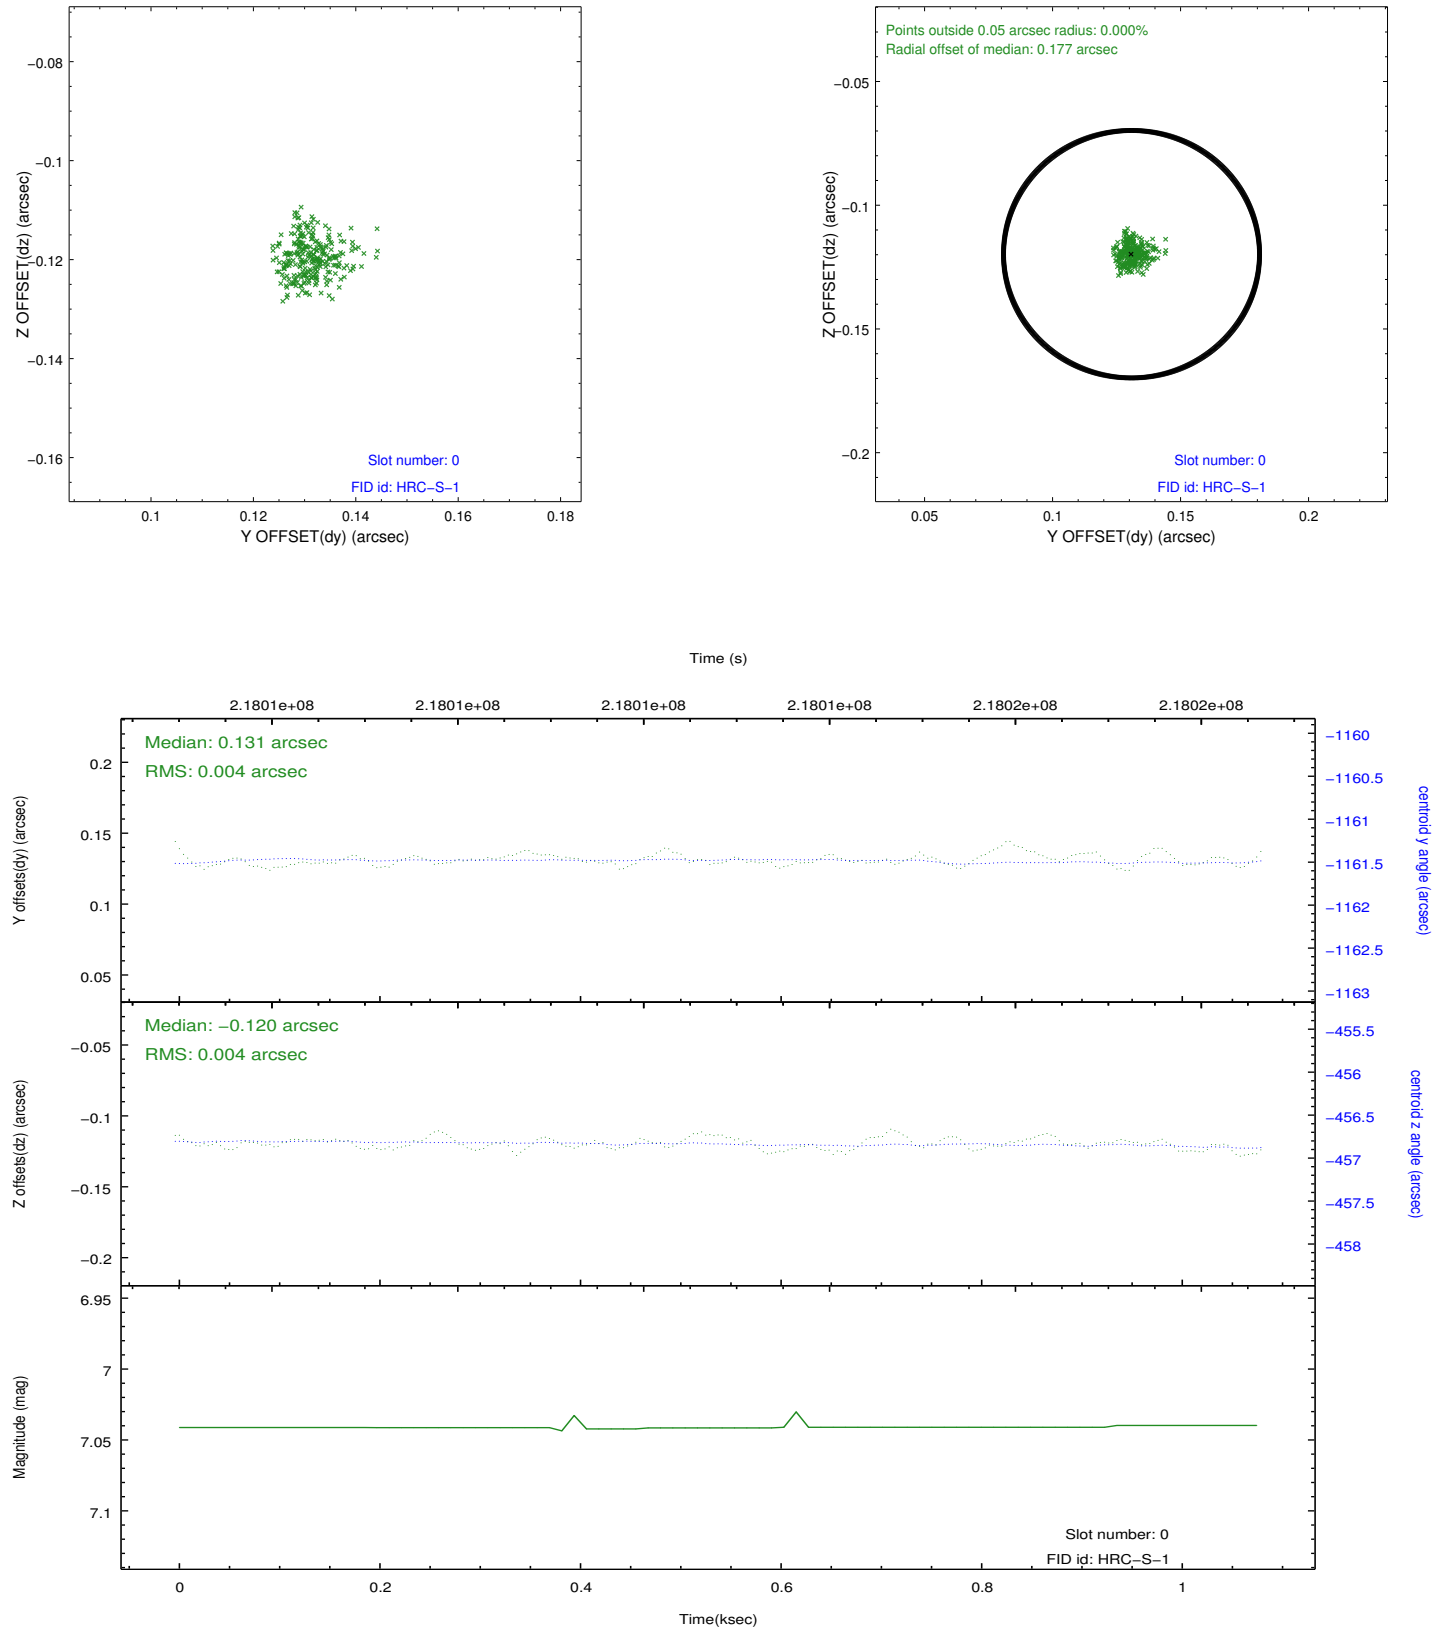 −0.08
−0.1
−0.12
−0.14
−0.16
Z OFFSET(dz) (arcsec)
Slot number: 0
FID id: HRC−S−1
0.1 0.12 0.14 0.16 0.18
Y OFFSET(dy) (arcsec)
Points outside 0.05 arcsec radius: 0.000%
Radial offset of median: 0.177 arcsec
−0.05
−0.1
−0.15
−0.2
Z OFFSET(dz) (arcsec)
Slot number: 0
FID id: HRC−S−1
0.05 0.1 0.15 0.2
Y OFFSET(dy) (arcsec)
Time (s)
2.1801e+08 2.1801e+08 2.1801e+08 2.1801e+08 2.1802e+08 2.1802e+08
Median: 0.131 arcsec
RMS: 0.004 arcsec
0.2
0.15
0.1
0.05
Y offsets(dy) (arcsec)
−1160
−1160.5
−1161
−1161.5
−1162
−1162.5
−1163
centroid y angle (arcsec)
Median: −0.120 arcsec
RMS: 0.004 arcsec
−0.05
−0.1
−0.15
−0.2
Z offsets(dz) (arcsec)
−455.5
−456
−456.5
−457
−457.5
−458
centroid z angle (arcsec)
6.95
7
7.05
7.1
Magnitude (mag)
Slot number: 0
FID id: HRC−S−1
0 0.2 0.4 0.6 0.8 1
Time(ksec)